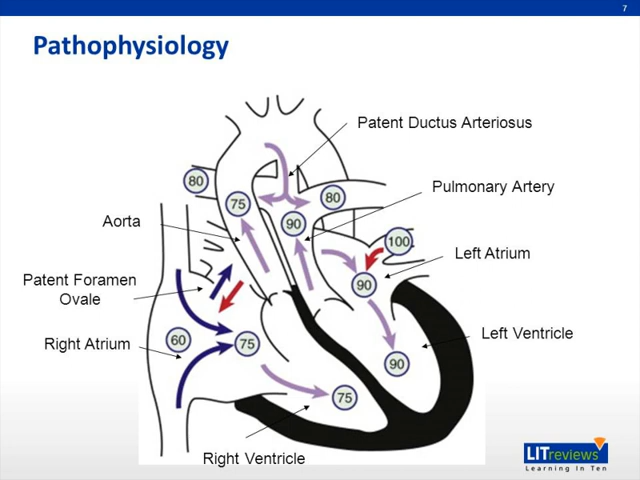 7
Pathophysiology
Patent Ductus Arteriosus
80
80
Pulmonary Artery
75
90
Aorta
100
Left Atrium
Patent Foramen
Ovale
90
60
Right Atrium
75
Left Ventricle
90
75
Right Ventricle
LITreviews
Learning In Ten